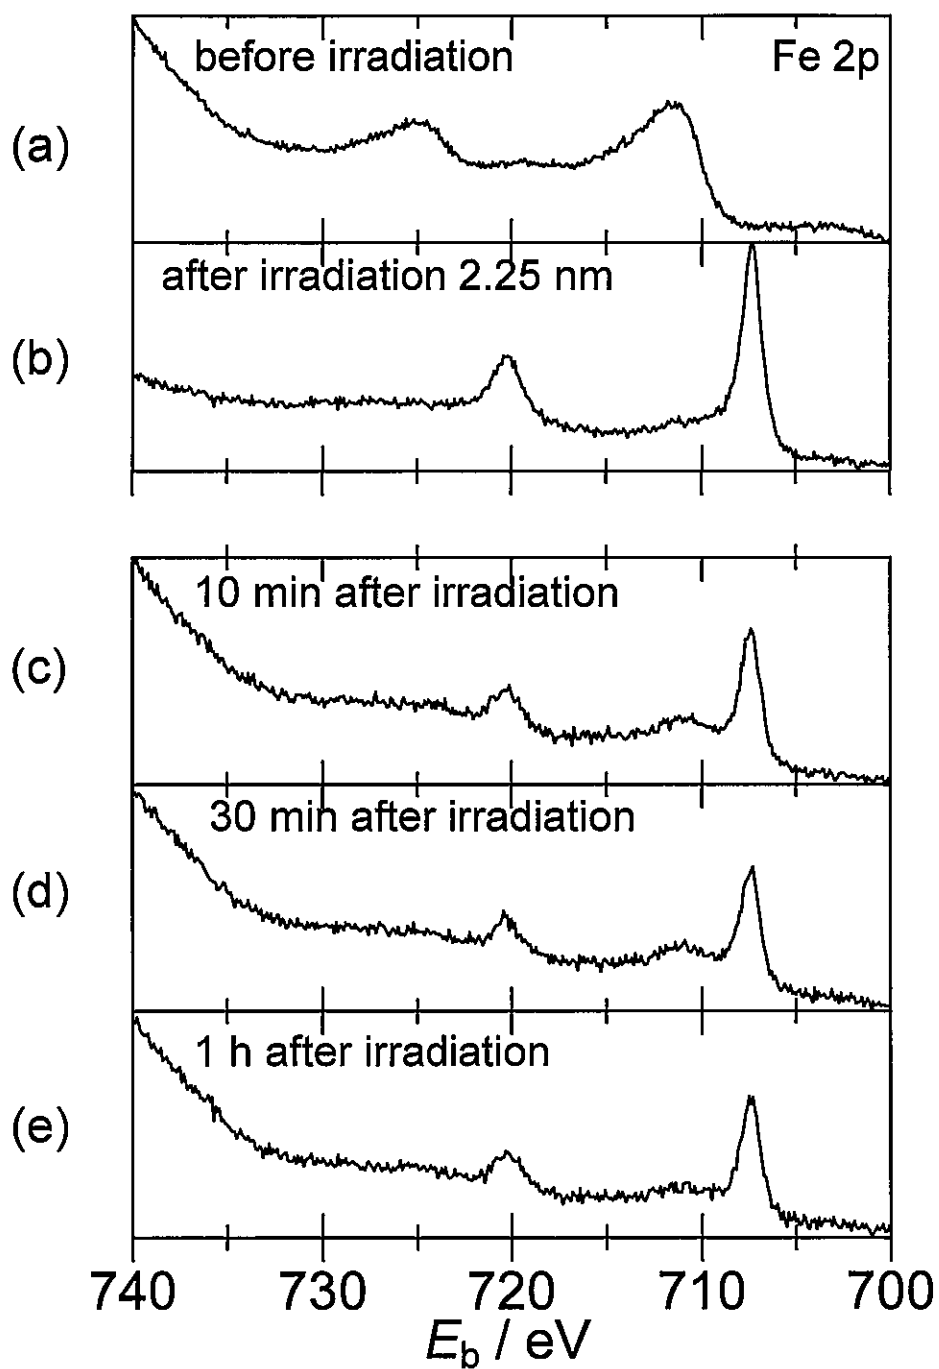 before irradiation Fe 2p
(a)
after irradiation 2.25 nm
(b)
10 min after irradiation
(c)
30 min after irradiation
(d)
1 h after irradiation
(e)
740 730 720 710 700
E_b / eV